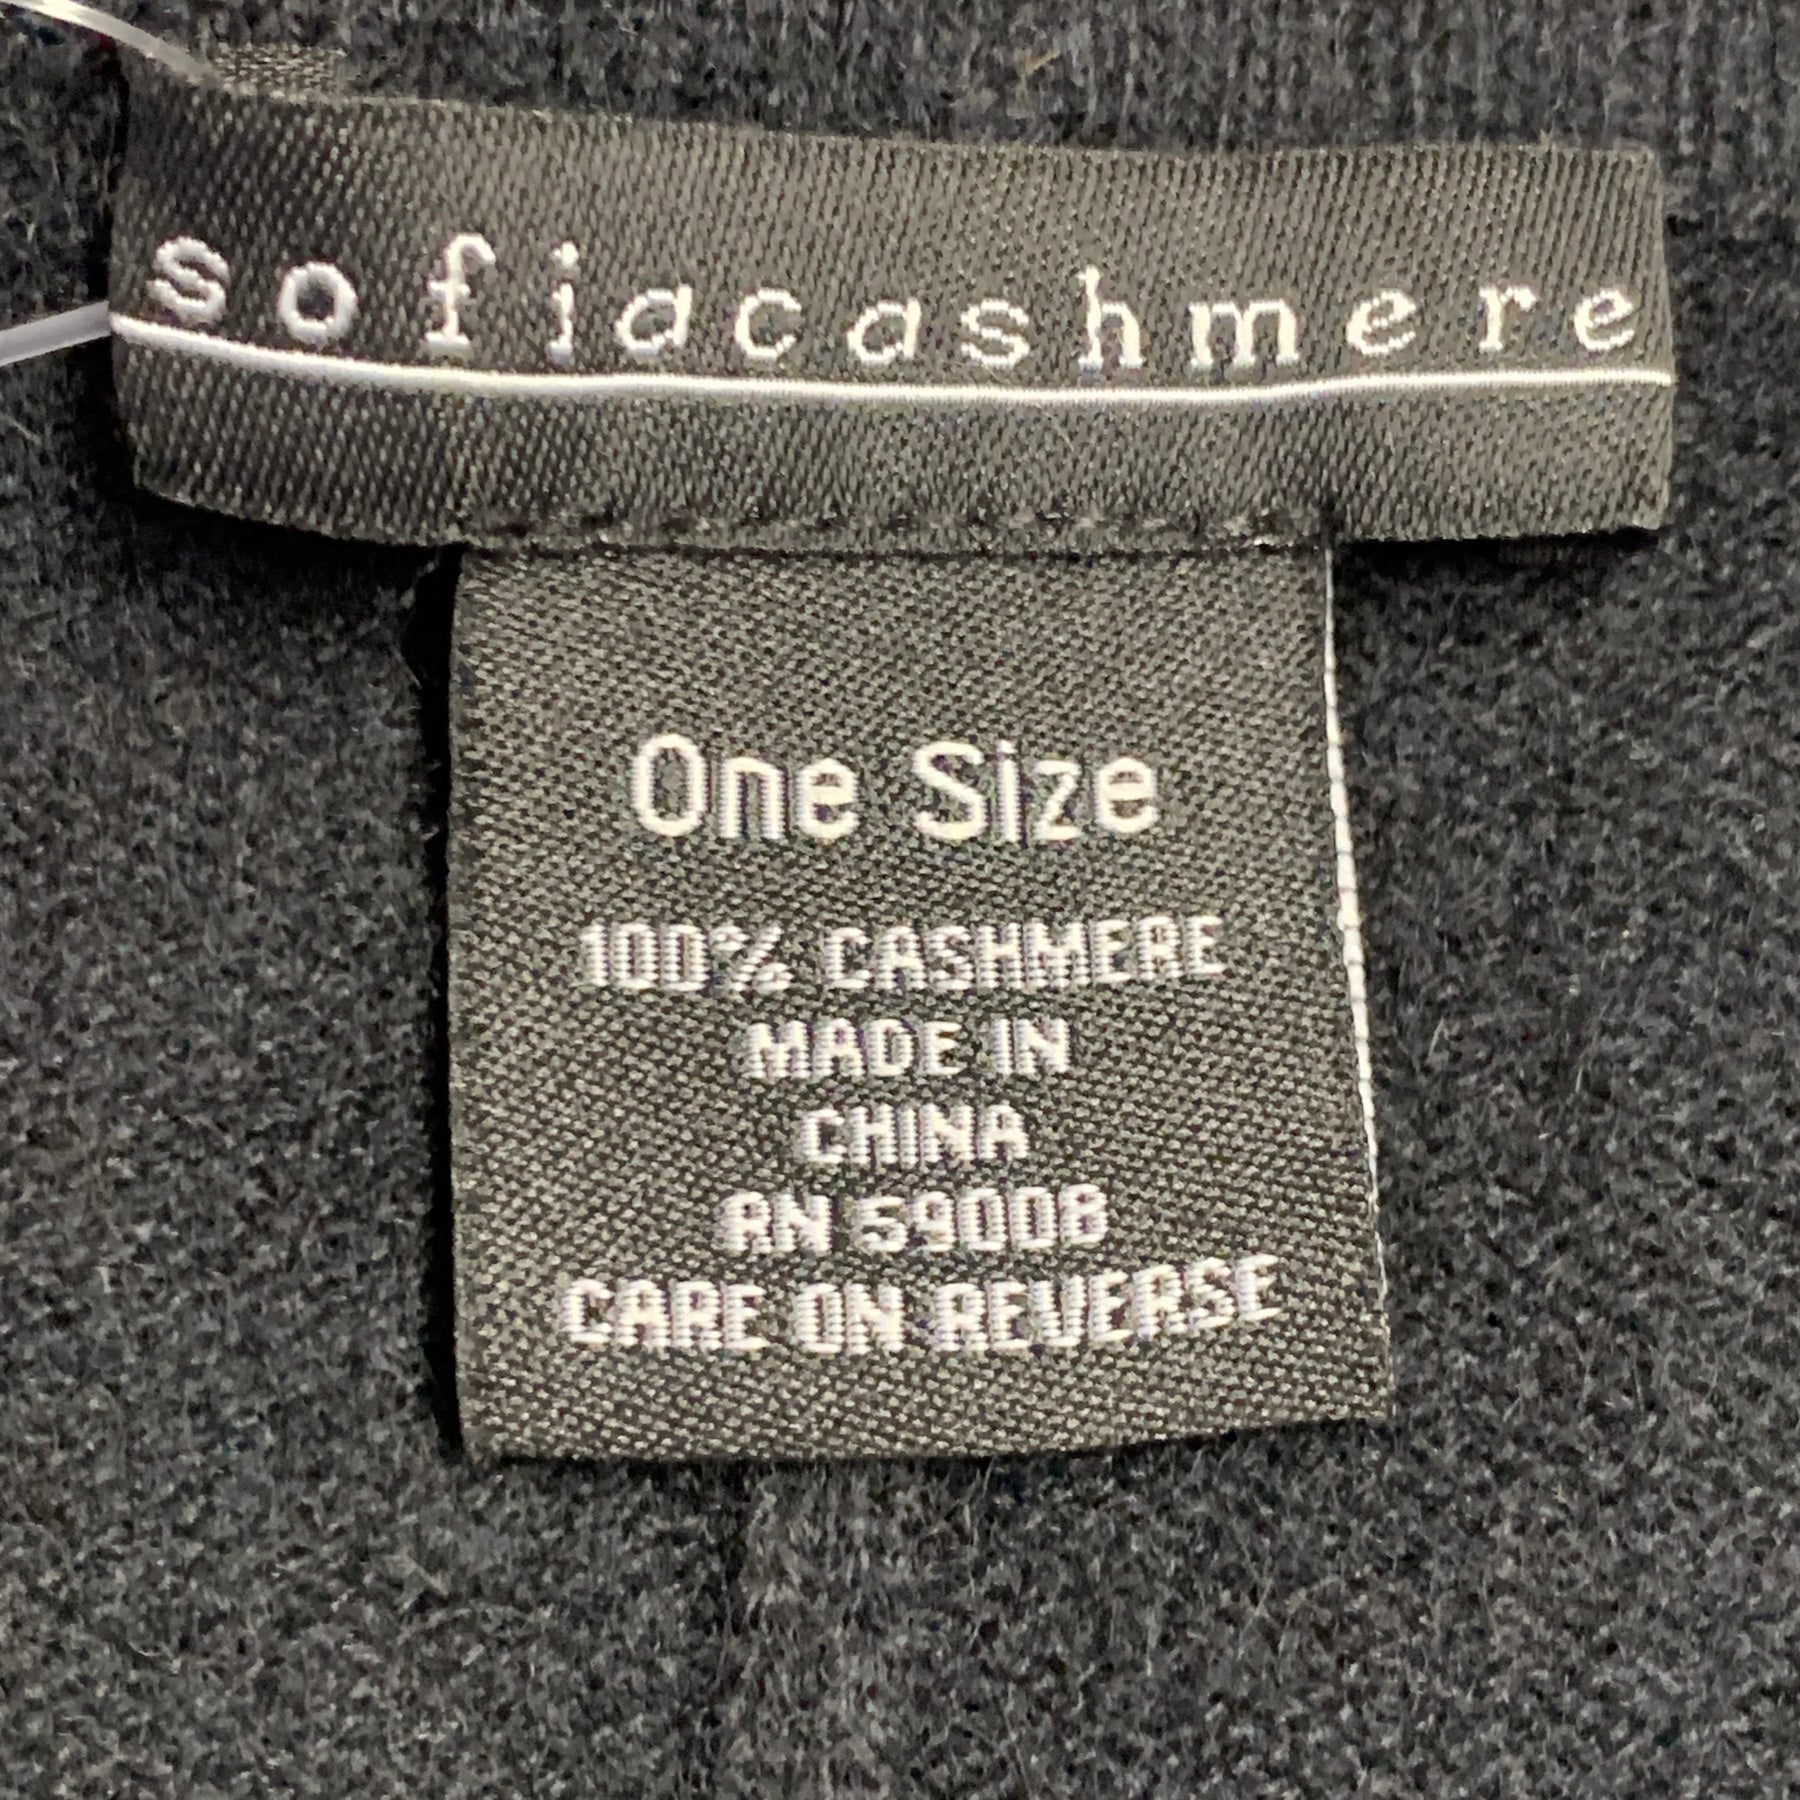 sofiacashmere
One Size
100% CASHMERE
MADE IN
CHINA
RN 59008
CARE ON REVERSE